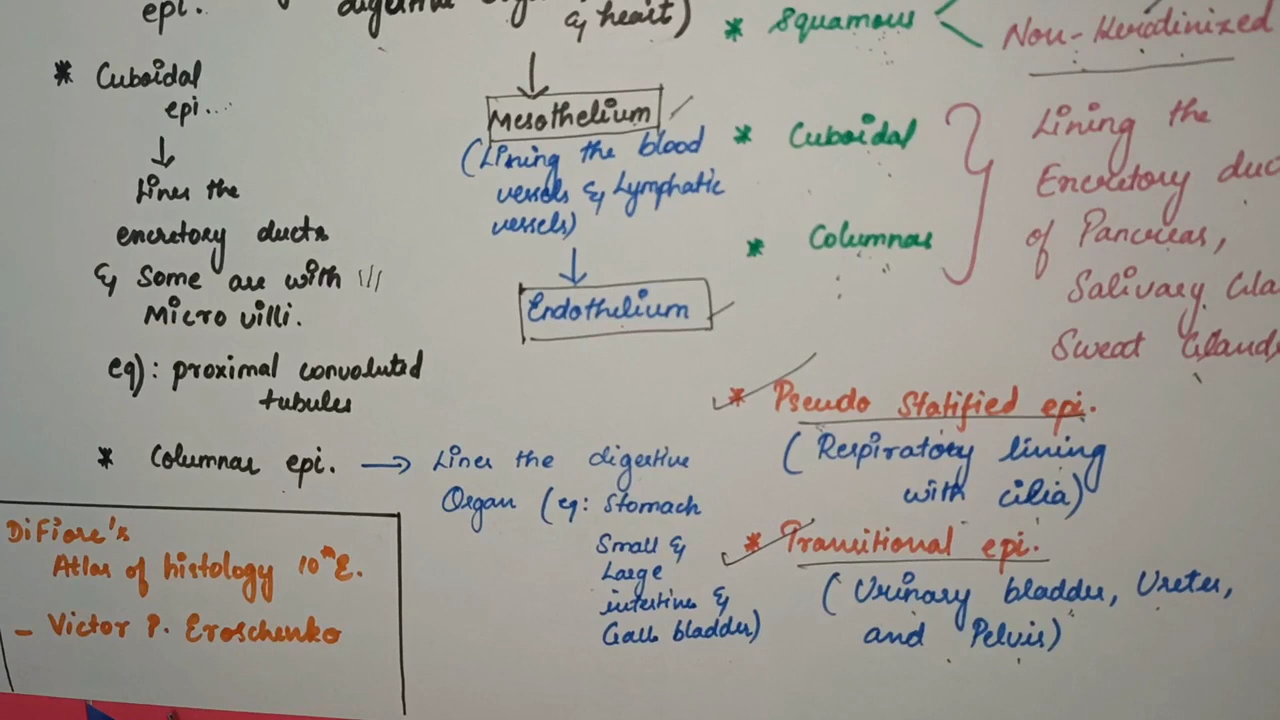 epi.
digestive
& heart)
* Cuboidal
epi...
↓
Lines the
encretory ducts
& Some are with
Micro villi.
eg): proximal convoluted
tubules
* Columnar epi. → Lines the digestive
Organ (eg: Stomach
Small &
Large
intestine &
Gall bladder)
↓
Mesothelium
(Lining the blood
vessels & Lymphatic
vessels)
↓
Endothelium
* Squamous
Non-Keratinized
* Cuboidal
* Columnar
Lining the
Encretory duc
of Pancreas,
Salivary Gla
Sweat Glands
* Pseudo Statified epi.
(Respiratory lining
with cilia)
* Transitional epi.
(Urinary bladder, Ureter,
and Pelvis)
DiFiore's
Atlas of histology 10th E.
- Victor P. Eroschenko